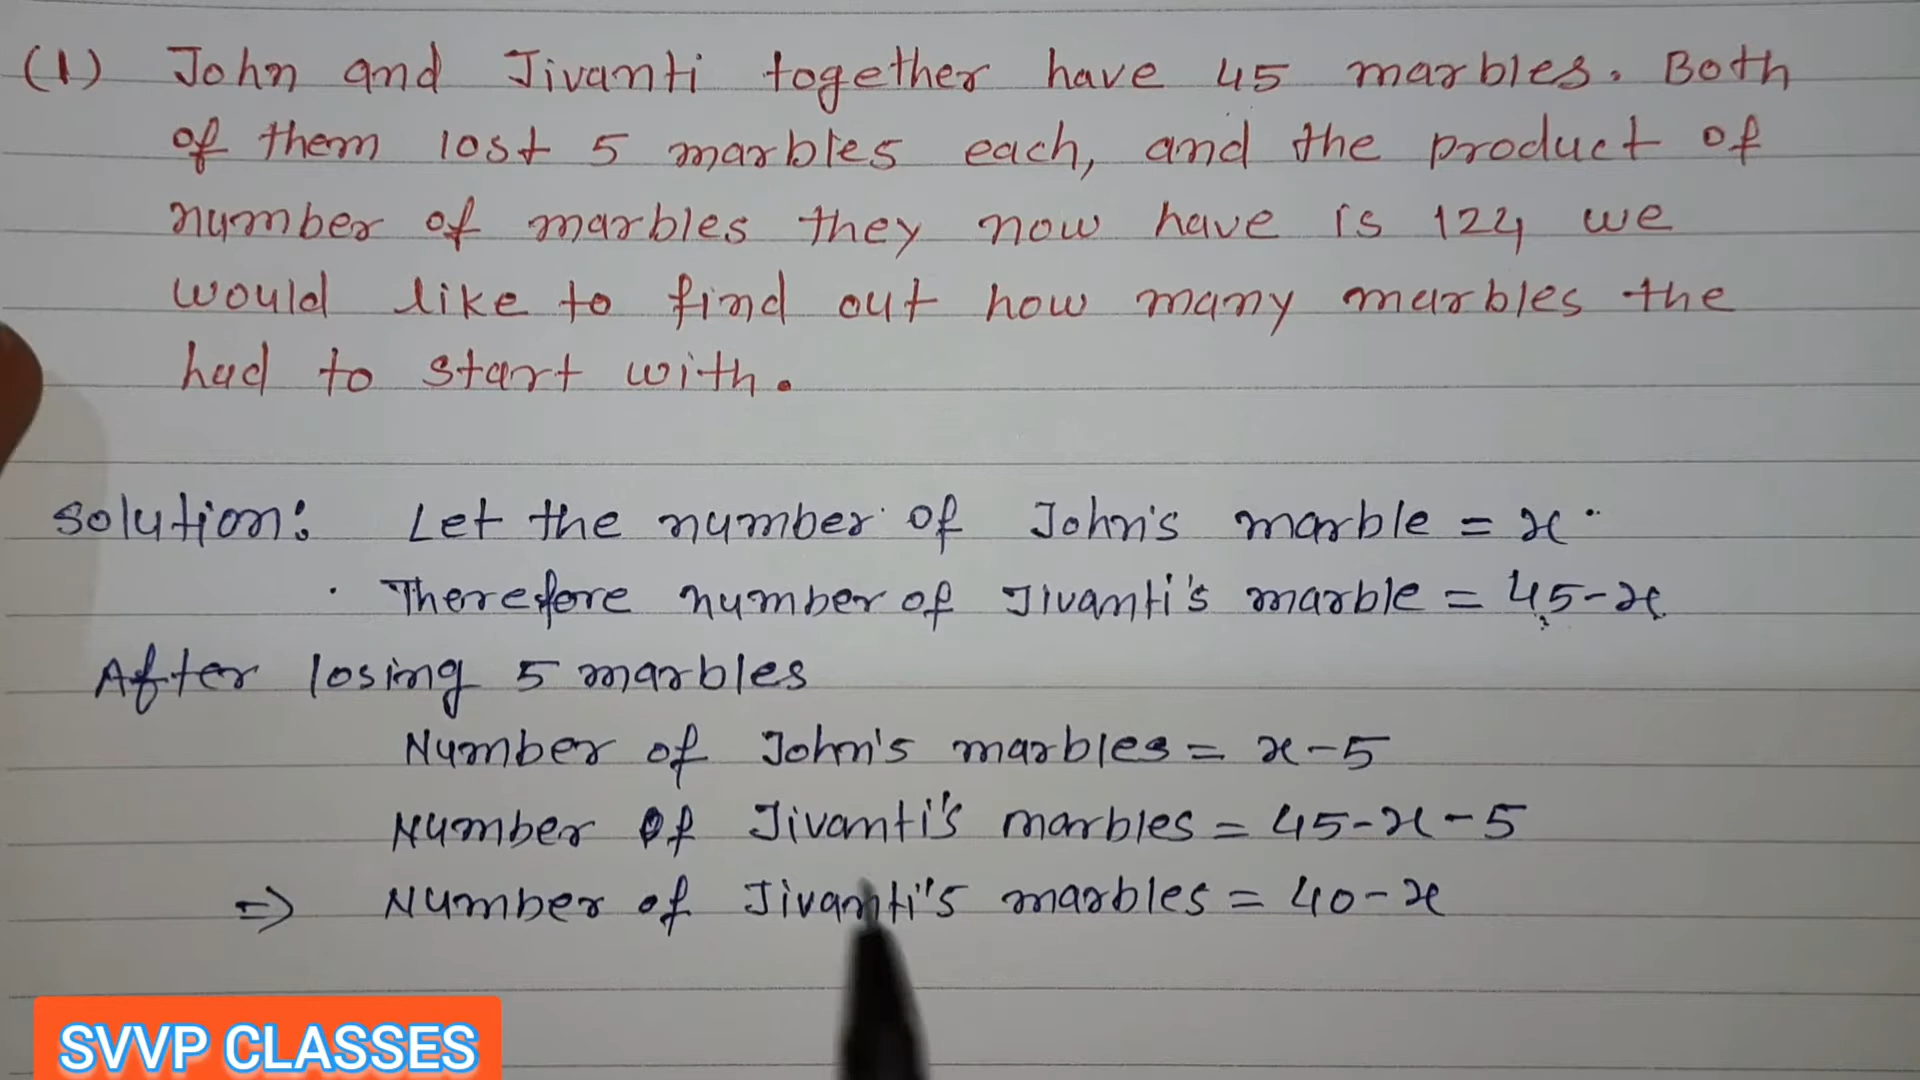 (1) John and Jivanti together have 45 marbles. Both
of them lost 5 marbles each, and the product of
number of marbles they now have is 124 we
would like to find out how many marbles the
had to start with.
Solution: Let the number of John's marble = x
Therefore number of Jivanti's marble = 45-x
After losing 5 marbles
Number of John's marbles = x-5
Number of Jivanti's marbles = 45-x-5
=> Number of Jivanti's marbles = 40-x
SVVP CLASSES